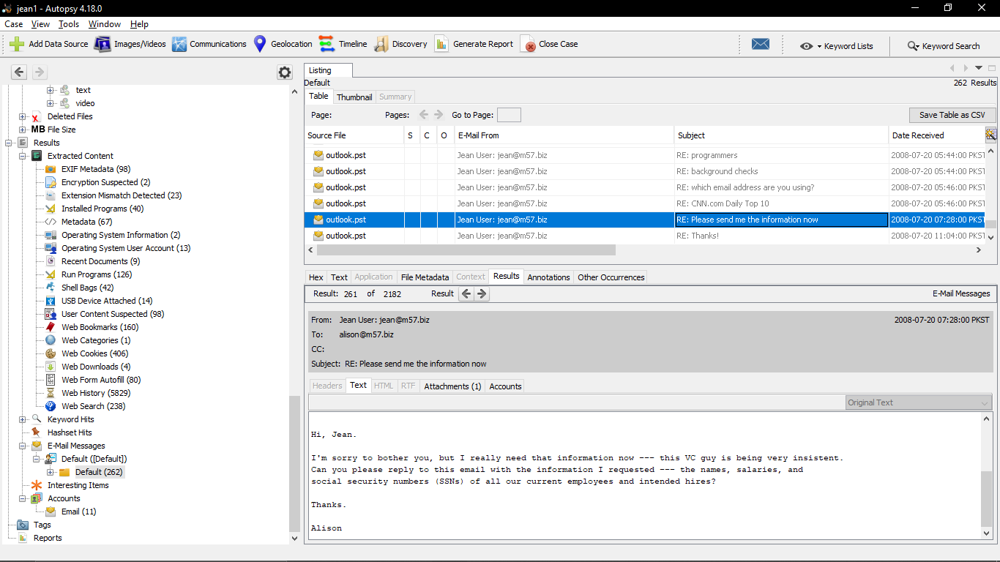 jean1 - Autopsy 4.18.0
Case View Tools Window Help
Add Data Source Images/Videos Communications Geolocation Timeline Discovery Generate Report Close Case Keyword Lists Keyword Search
text
video
Deleted Files
MB File Size
Results
Extracted Content
EXIF Metadata (98)
Encryption Suspected (2)
Extension Mismatch Detected (23)
Installed Programs (40)
Metadata (67)
Operating System Information (2)
Operating System User Account (13)
Recent Documents (9)
Run Programs (126)
Shell Bags (42)
USB Device Attached (14)
User Content Suspected (98)
Web Bookmarks (160)
Web Categories (1)
Web Cookies (406)
Web Downloads (4)
Web Form Autofill (80)
Web History (5829)
Web Search (238)
Keyword Hits
Hashset Hits
E-Mail Messages
Default ([Default])
Default (262)
Interesting Items
Accounts
Email (11)
Tags
Reports
Listing
Default 262 Results
Table Thumbnail Summary
Page: Pages: Go to Page: Save Table as CSV
Source File S C O E-Mail From Subject Date Received
outlook.pst Jean User: jean@m57.biz RE: programmers 2008-07-20 05:44:00 PKST
outlook.pst Jean User: jean@m57.biz RE: background checks 2008-07-20 05:44:00 PKST
outlook.pst Jean User: jean@m57.biz RE: which email address are you using? 2008-07-20 05:46:00 PKST
outlook.pst Jean User: jean@m57.biz RE: CNN.com Daily Top 10 2008-07-20 05:46:00 PKST
outlook.pst Jean User: jean@m57.biz RE: Please send me the information now 2008-07-20 07:28:00 PKST
outlook.pst Jean User: jean@m57.biz RE: Thanks! 2008-07-20 11:04:00 PKST
Hex Text Application File Metadata Context Results Annotations Other Occurrences
Result: 261 of 2182 Result E-Mail Messages
From: Jean User: jean@m57.biz 2008-07-20 07:28:00 PKST
To: alison@m57.biz
CC:
Subject: RE: Please send me the information now
Headers Text HTML RTF Attachments (1) Accounts
Original Text
Hi, Jean.
I'm sorry to bother you, but I really need that information now --- this VC guy is being very insistent.
Can you please reply to this email with the information I requested --- the names, salaries, and
social security numbers (SSNs) of all our current employees and intended hires?
Thanks.
Alison